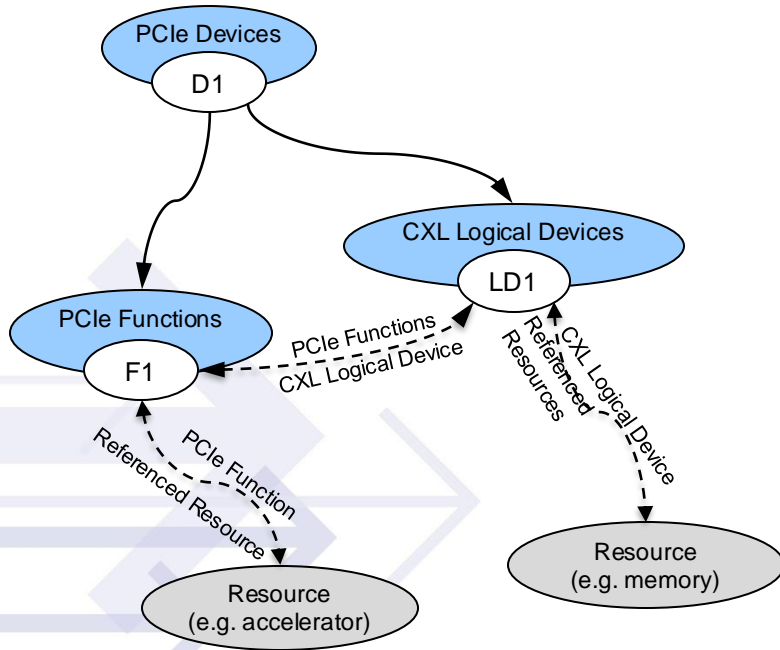 PCIe Devices
D1
CXL Logical Devices
LD1
PCIe Functions
F1
PCIe Functions
CXL Logical Device
CXL Logical Device
Referenced
Resources
PCIe Function
Referenced Resource
Resource
(e.g. memory)
Resource
(e.g. accelerator)